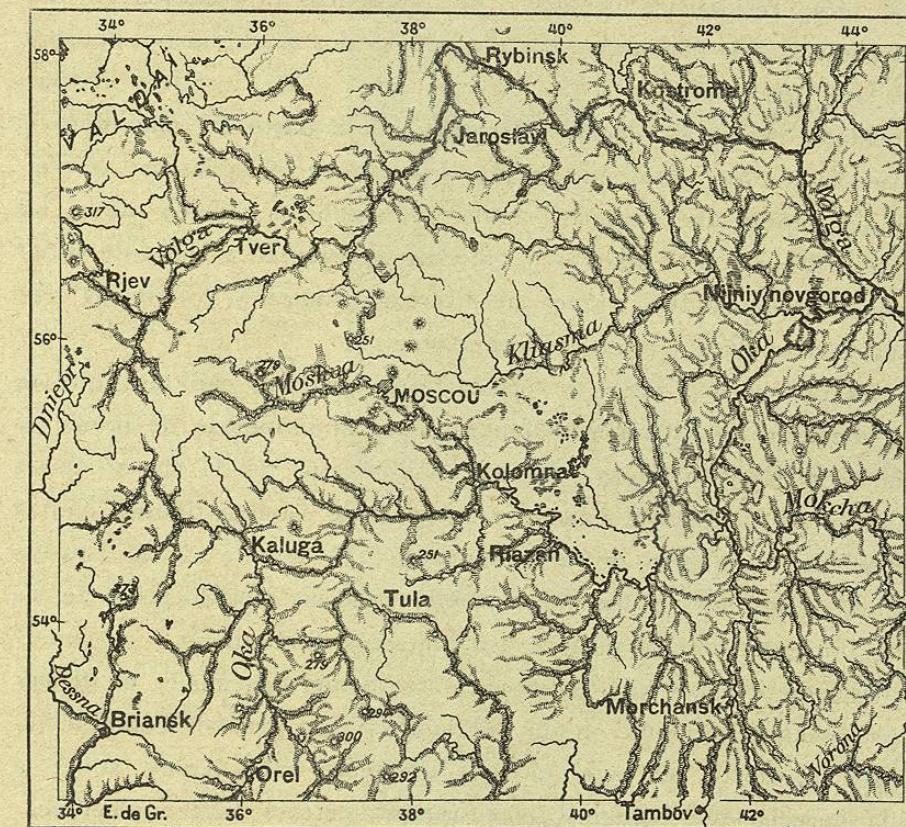 34° 36° 38° 40° 42° 44°
58°
Rybinsk
VALDAI
Kostroma
Jaroslavl
317
Volga
Volga
Tver
Rjev
Nijniy novgorod
56°
251
Kliasma
Oka
279
Moskva
Dniepr
MOSCOU
Kolomna
Mokcha
Kaluga
251
Riazan
Tula
54°
Oka
273
Dessna
Morchansk
Briansk
300
Vorona
Orel
292
34° 36° 38° 40° 42°
E. de Gr.
Tambov